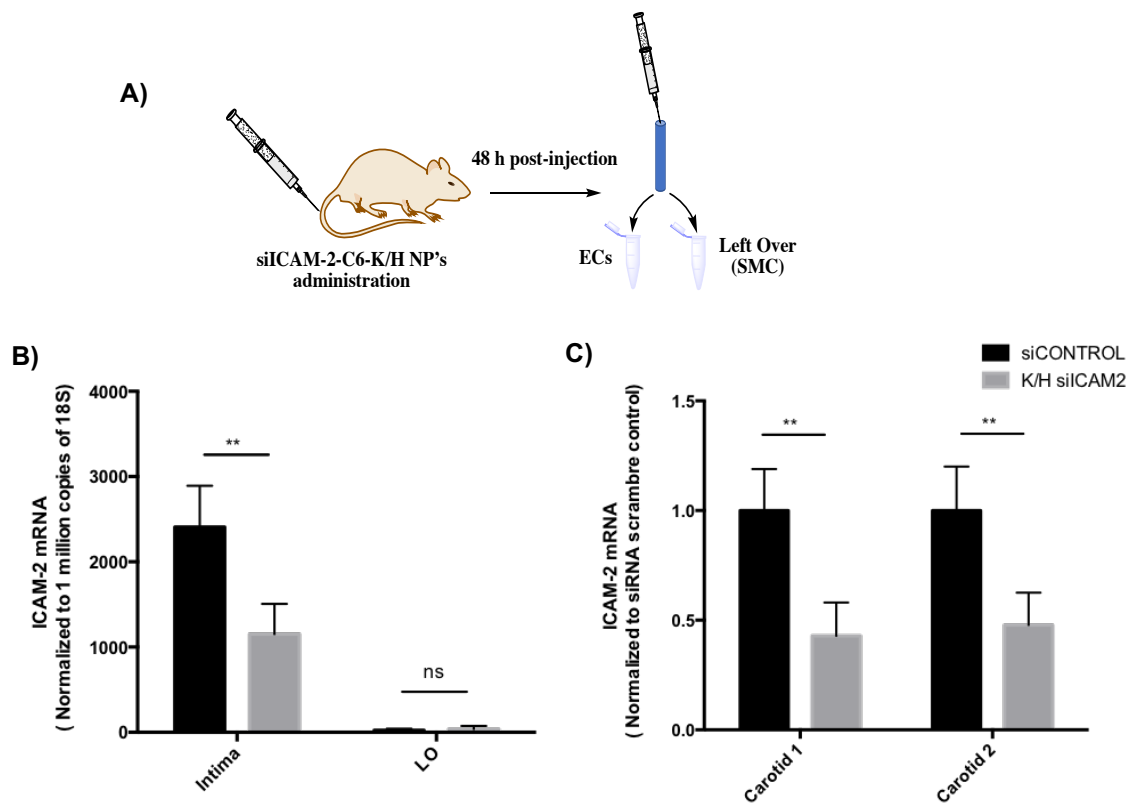 A)
48 h post-injection
siICAM-2-C6-K/H NP's
administration
ECs
Left Over
(SMC)
B)
ICAM-2 mRNA
( Normalized to 1 million copies of 18S)
4000
3000
2000
1000
0
**
ns
Intima
LO
C)
siCONTROL
K/H siICAM2
ICAM-2 mRNA
( Normalized to siRNA scrambre control)
1.5
1.0
0.5
0.0
**
**
Carotid 1
Carotid 2